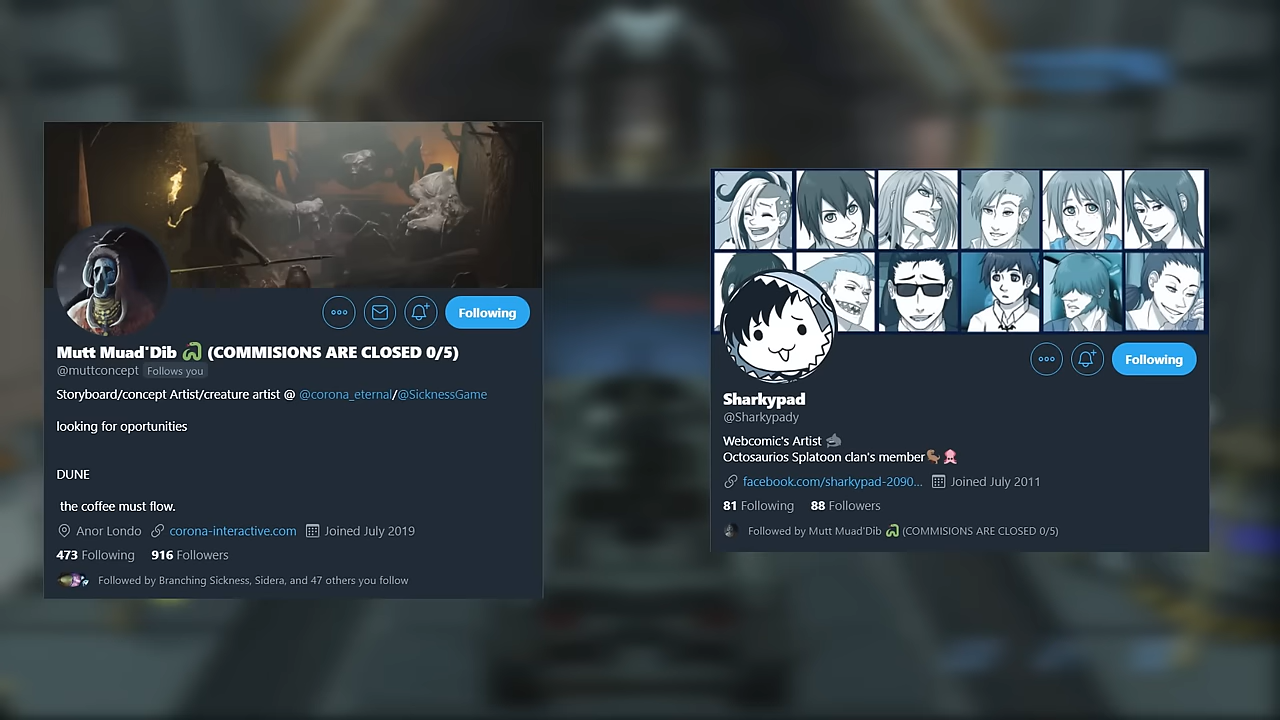 Following
Mutt Muad'Dib (COMMISIONS ARE CLOSED 0/5)
@muttconcept Follows you
Storyboard/concept Artist/creature artist @ @corona_eternal/@SicknessGame
looking for oportunities
DUNE
the coffee must flow.
Anor Londo corona-interactive.com Joined July 2019
473 Following 916 Followers
Followed by Branching Sickness, Sidera, and 47 others you follow
Following
Sharkypad
@Sharkypady
Webcomic's Artist
Octosaurios Splatoon clan's member
facebook.com/sharkypad-2090... Joined July 2011
81 Following 88 Followers
Followed by Mutt Muad'Dib (COMMISIONS ARE CLOSED 0/5)